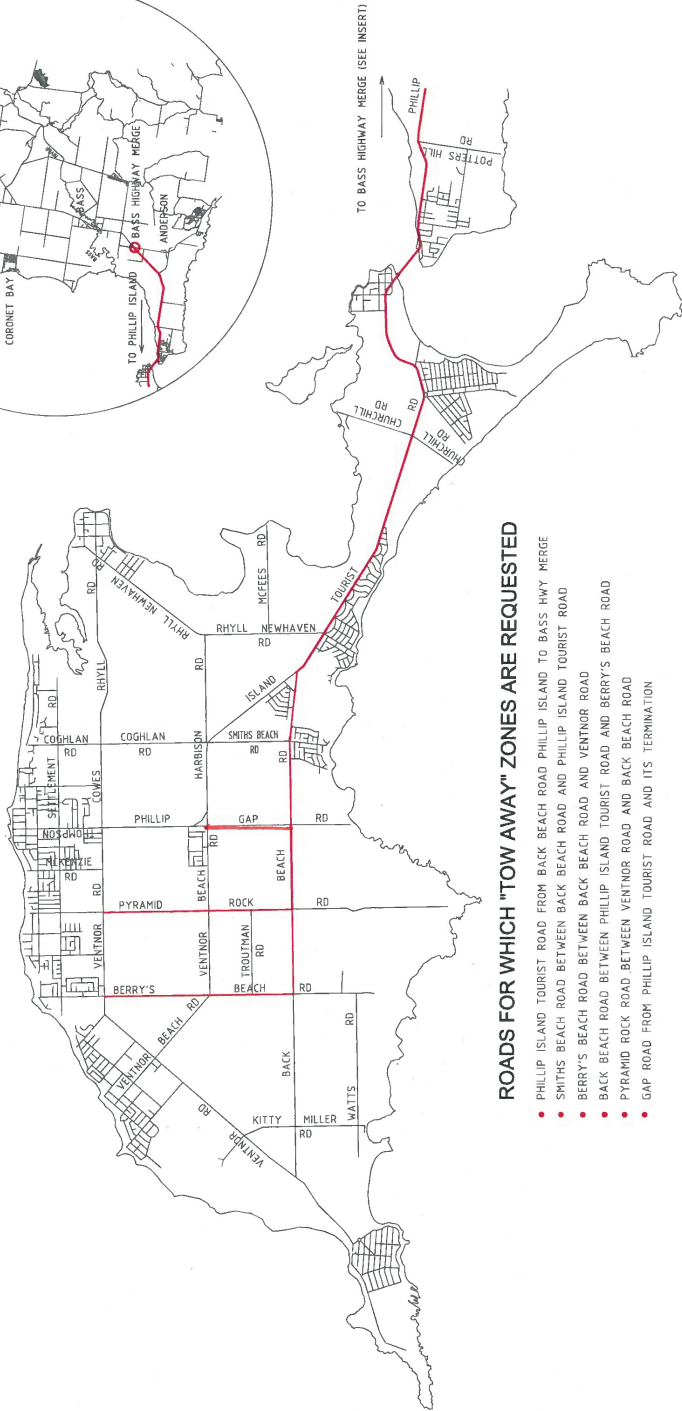 CORONET BAY
BASS
BASS HIGHWAY MERGE
ANDERSON
TO PHILLIP ISLAND
TO BASS HIGHWAY MERGE (SEE INSERT)
PHILLIP
POTTERS HILL
RD
CHURCHILL
RD
RD
CHURCHILL
RD
TOURIST
ISLAND
RHYLL NEWHAVEN
RD
MCFEES RD
RHYLL NEWHAVEN
RD
RHYLL
RD
COWES
RD
VENTNOR
SETTLEMENT
RD
COGHLAN
RD
COGHLAN
RD
SMITHS BEACH
RD
HARBISON
RD
THOMPSON
MCKENZIE
RD
PHILLIP
GAP
RD
RD
BEACH
VENTNOR
RD
BEACH
BACK
PYRAMID
ROCK
RD
TROUTMAN
RD
BERRY'S
BEACH
RD
VENTNOR
BEACH
RD
VENTNOR
RD
KITTY
MILLER
RD
WATTS
RD
ROADS FOR WHICH "TOW AWAY" ZONES ARE REQUESTED
• PHILLIP ISLAND TOURIST ROAD FROM BACK BEACH ROAD PHILLIP ISLAND TO BASS HWY MERGE
• SMITHS BEACH ROAD BETWEEN BACK BEACH ROAD AND PHILLIP ISLAND TOURIST ROAD
• BERRY'S BEACH ROAD BETWEEN BACK BEACH ROAD AND VENTNOR ROAD
• BACK BEACH ROAD BETWEEN PHILLIP ISLAND TOURIST ROAD AND BERRY'S BEACH ROAD
• PYRAMID ROCK ROAD BETWEEN VENTNOR ROAD AND BACK BEACH ROAD
• GAP ROAD FROM PHILLIP ISLAND TOURIST ROAD AND ITS TERMINATION